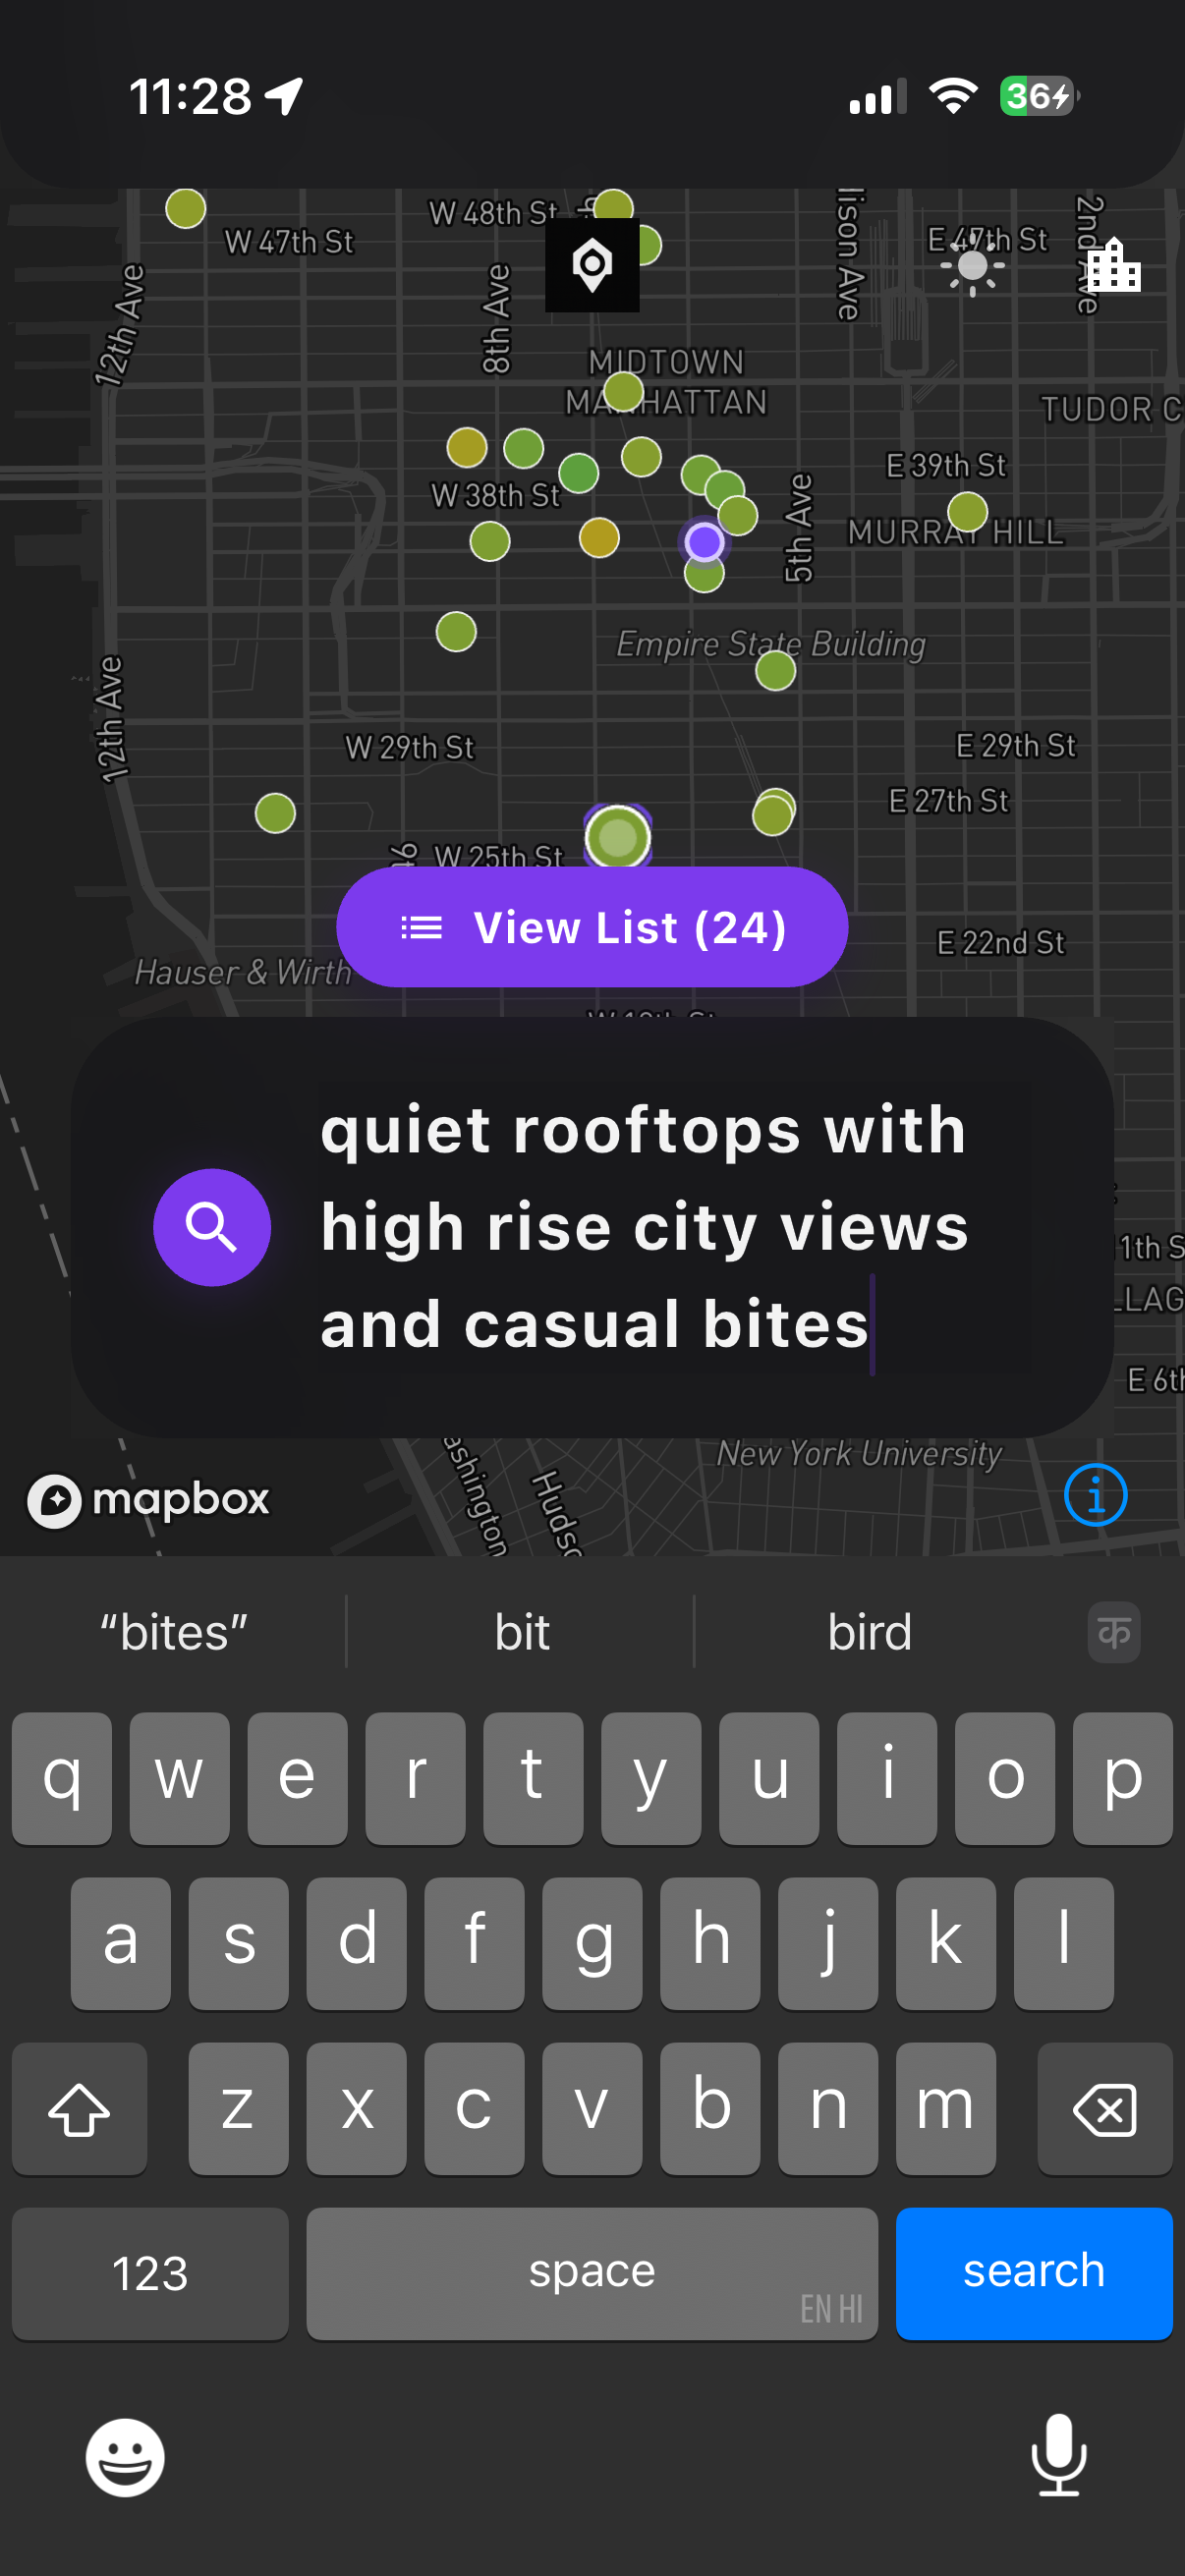 11:28
36
W 48th St
W 47th St
E 47th St
12th Ave
8th Ave
2nd Ave
MIDTOWN
MANHATTAN
TUDOR C
E 39th St
W 38th St
5th Ave
MURRAY HILL
Empire State Building
12th Ave
W 29th St
E 29th St
E 27th St
W 25th St
View List (24)
E 22nd St
Hauser & Wirth
quiet rooftops with
high rise city views
and casual bites
1th S
LLAG
E 6th
New York University
mapbox
ashington
Hudso
“bites”
bit
bird
क
q w e r t y u i o p
a s d f g h j k l
z x c v b n m
123
space
EN HI
search